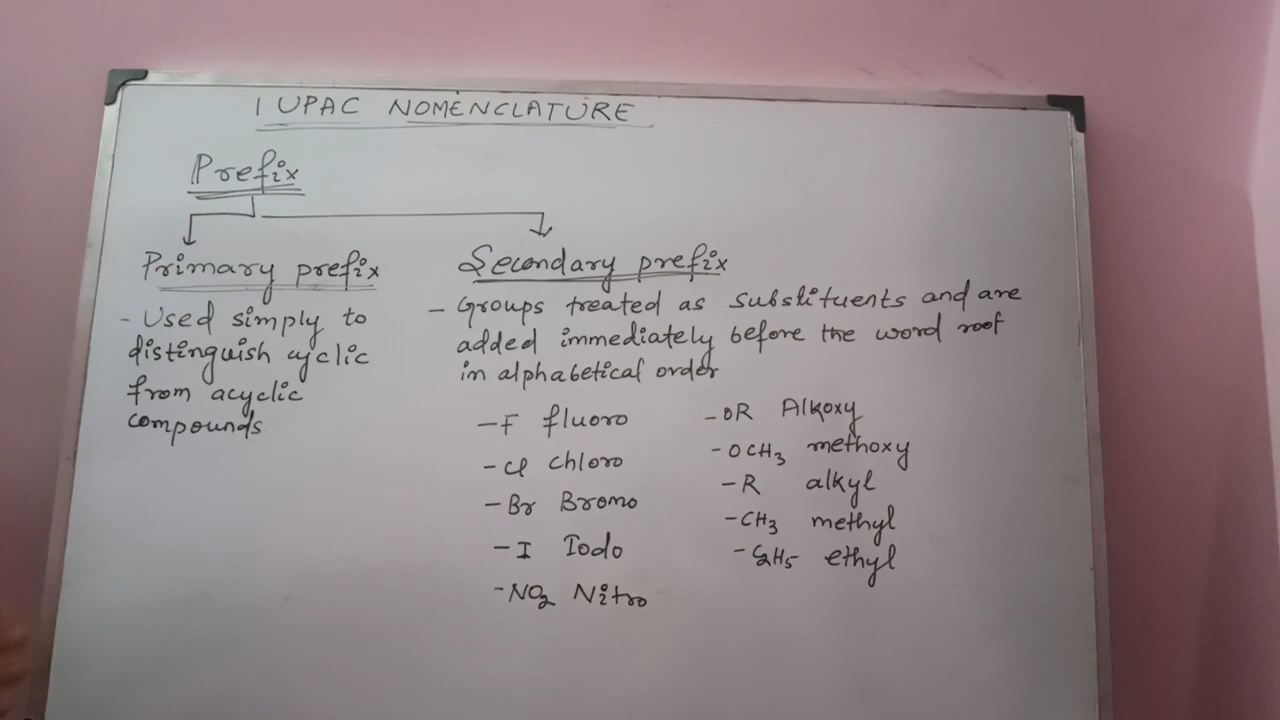 IUPAC NOMENCLATURE
Prefix
Primary prefix
- Used simply to
distinguish cyclic
from acyclic
compounds
Secondary prefix
- Groups treated as substituents and are
added immediately before the word root
in alphabetical order
-F fluoro
-Cl chloro
-Br Bromo
-I Iodo
-NO2 Nitro
-OR Alkoxy
-OCH3 methoxy
-R alkyl
-CH3 methyl
-C2H5 ethyl